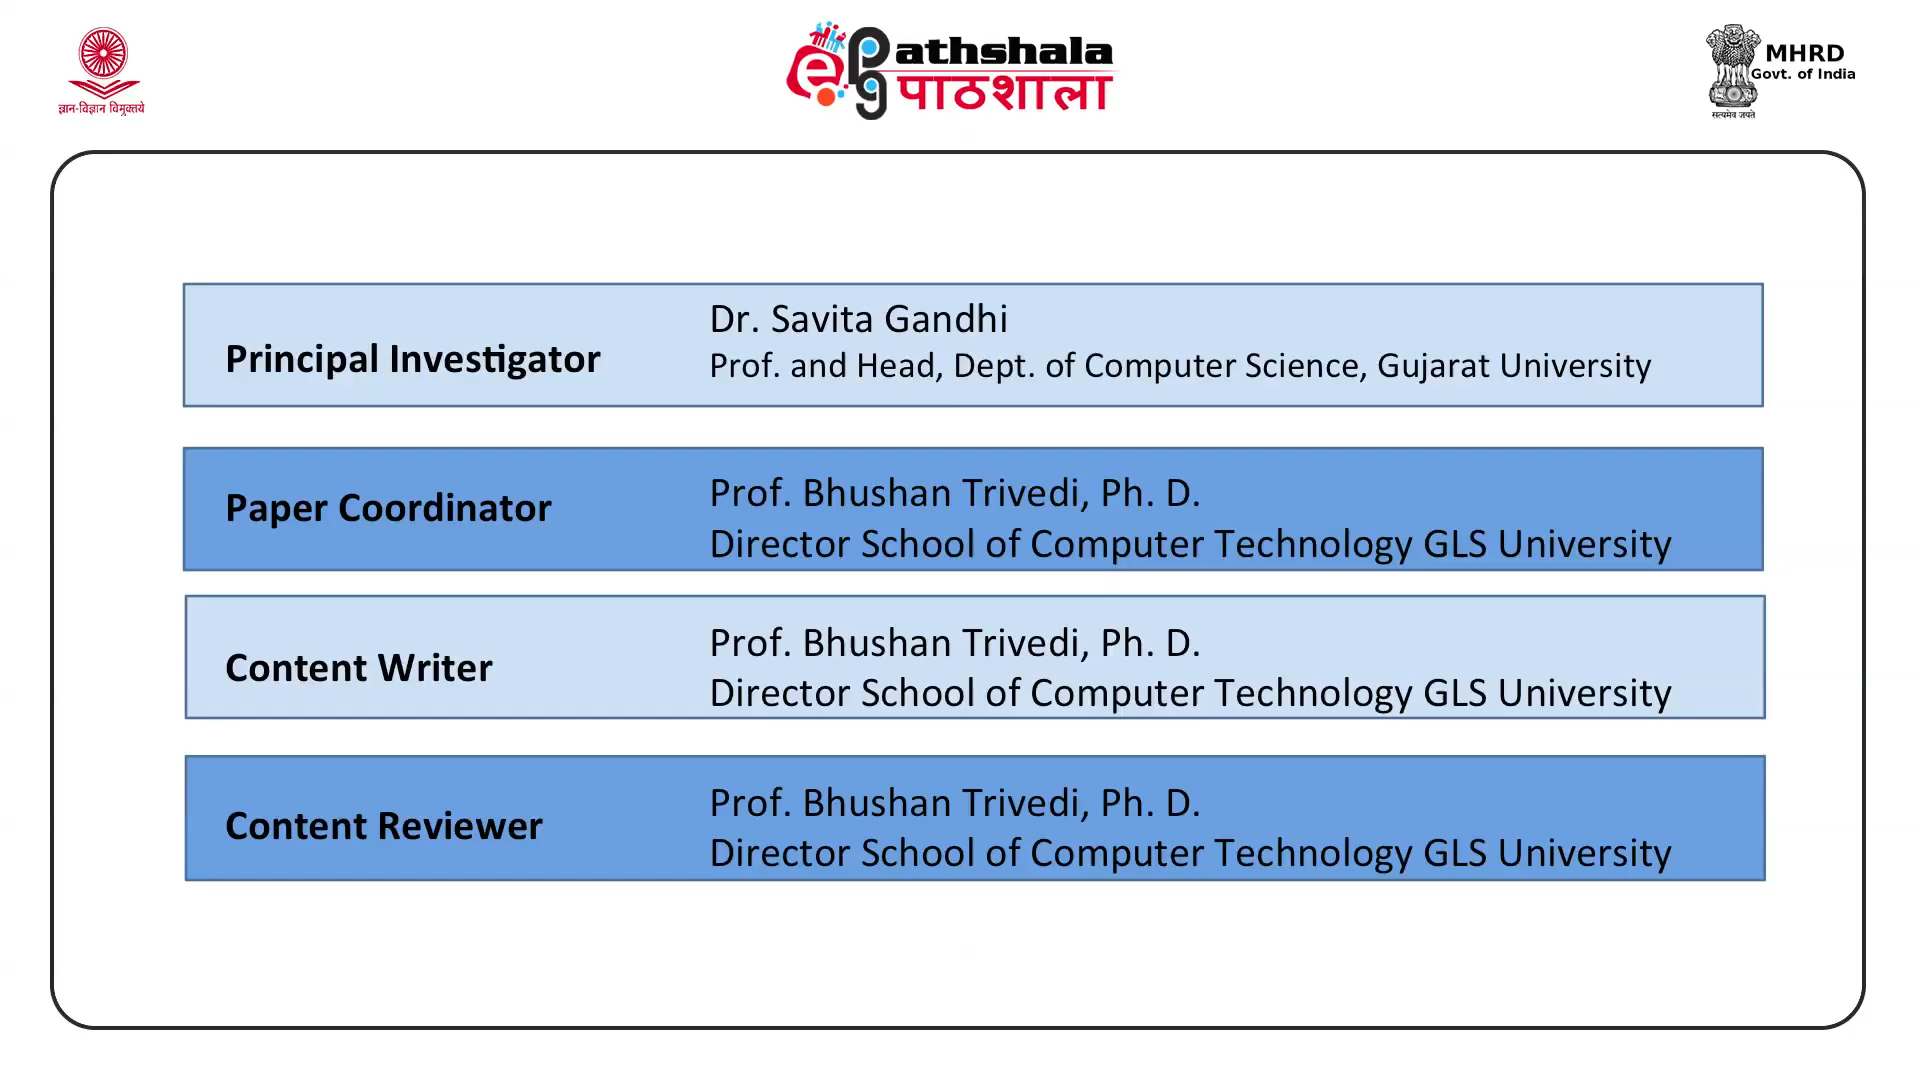 ज्ञान-विज्ञान विमुक्तये
ePg athshala
पाठशाला
MHRD
Govt. of India
सत्यमेव जयते
Principal Investigator
Dr. Savita Gandhi
Prof. and Head, Dept. of Computer Science, Gujarat University
Paper Coordinator
Prof. Bhushan Trivedi, Ph. D.
Director School of Computer Technology GLS University
Content Writer
Prof. Bhushan Trivedi, Ph. D.
Director School of Computer Technology GLS University
Content Reviewer
Prof. Bhushan Trivedi, Ph. D.
Director School of Computer Technology GLS University